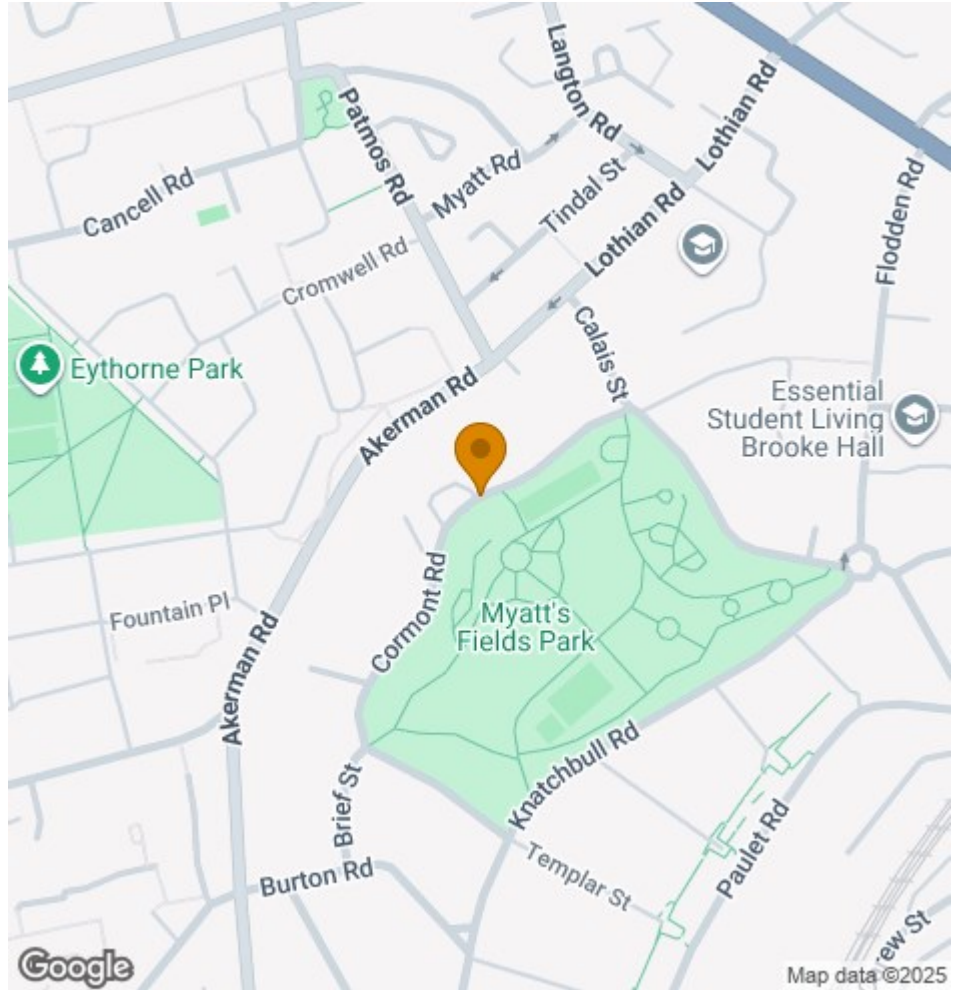 Langton Rd
Lothian Rd
Patmos Rd
Myatt Rd
Tindal St
Cancell Rd
Lothian Rd
Flodden Rd
Cromwell Rd
Calais St
Eythorne Park
Akerman Rd
Essential
Student Living
Brooke Hall
Fountain Pl
Cormont Rd
Myatt's
Fields Park
Akerman Rd
Knatchbull Rd
Brief St
Paulet Rd
Templar St
Burton Rd
rew St
Google
Map data ©2025